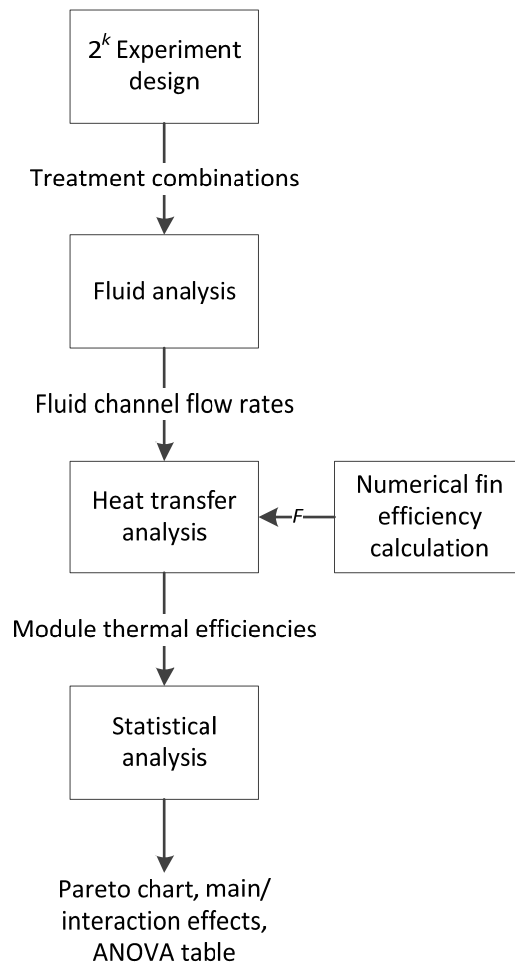 2^k Experiment
design
Treatment combinations
Fluid analysis
Fluid channel flow rates
Heat transfer
analysis
F
Numerical fin
efficiency
calculation
Module thermal efficiencies
Statistical
analysis
Pareto chart, main/
interaction effects,
ANOVA table